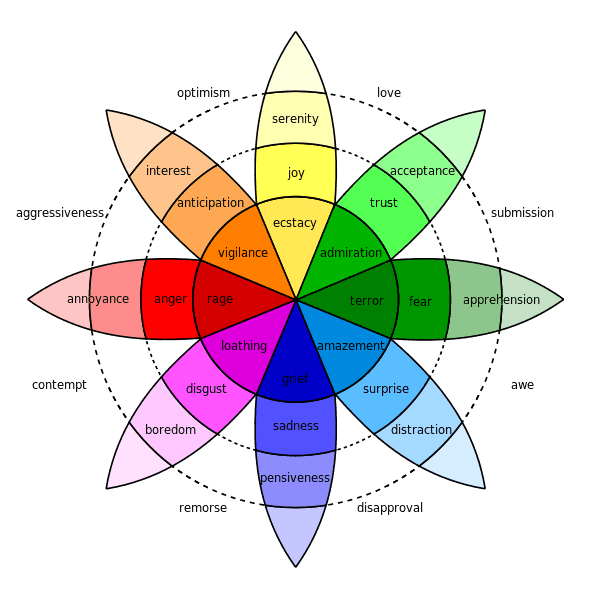 optimism
love
serenity
interest
joy
acceptance
anticipation
trust
aggressiveness
ecstacy
submission
vigilance
admiration
annoyance
anger
rage
terror
fear
apprehension
loathing
amazement
contempt
grief
awe
disgust
surprise
boredom
sadness
distraction
pensiveness
remorse
disapproval